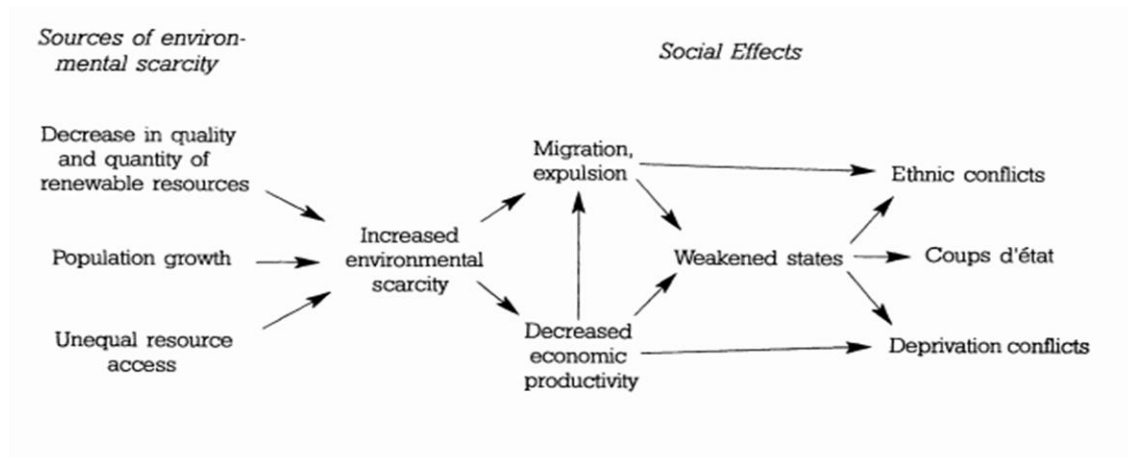 Sources of environ-
mental scarcity
Social Effects
Decrease in quality
and quantity of
renewable resources
Population growth
Unequal resource
access
Increased
environmental
scarcity
Migration,
expulsion
Decreased
economic
productivity
Weakened states
Ethnic conflicts
Coups d'état
Deprivation conflicts